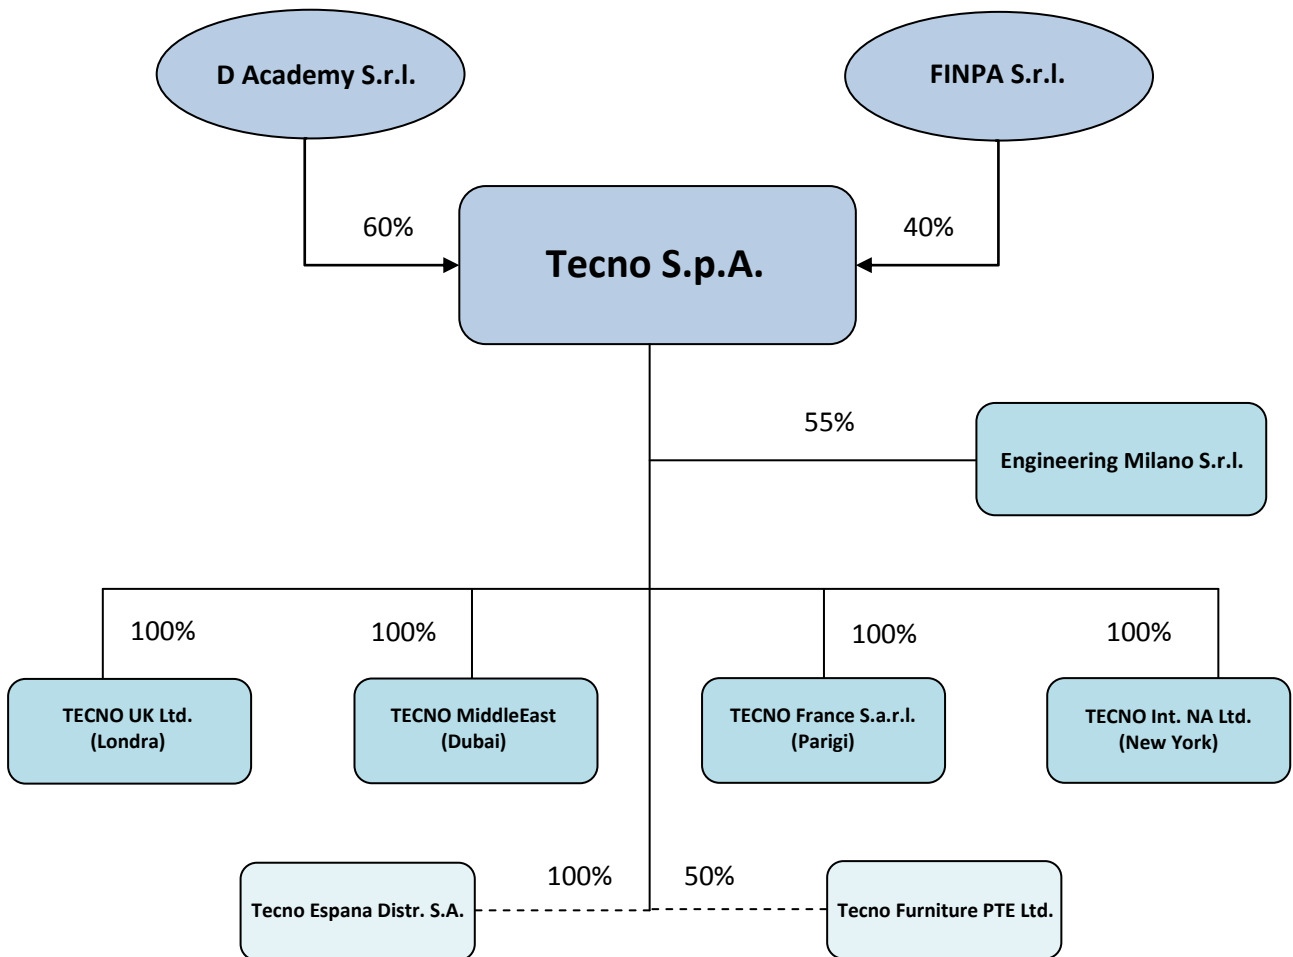 D Academy S.r.l.
FINPA S.r.l.
60%
40%
Tecno S.p.A.
55%
Engineering Milano S.r.l.
100%
100%
100%
100%
TECNO UK Ltd.
(Londra)
TECNO MiddleEast
(Dubai)
TECNO France S.a.r.l.
(Parigi)
TECNO Int. NA Ltd.
(New York)
100%
50%
Tecno Espana Distr. S.A.
Tecno Furniture PTE Ltd.